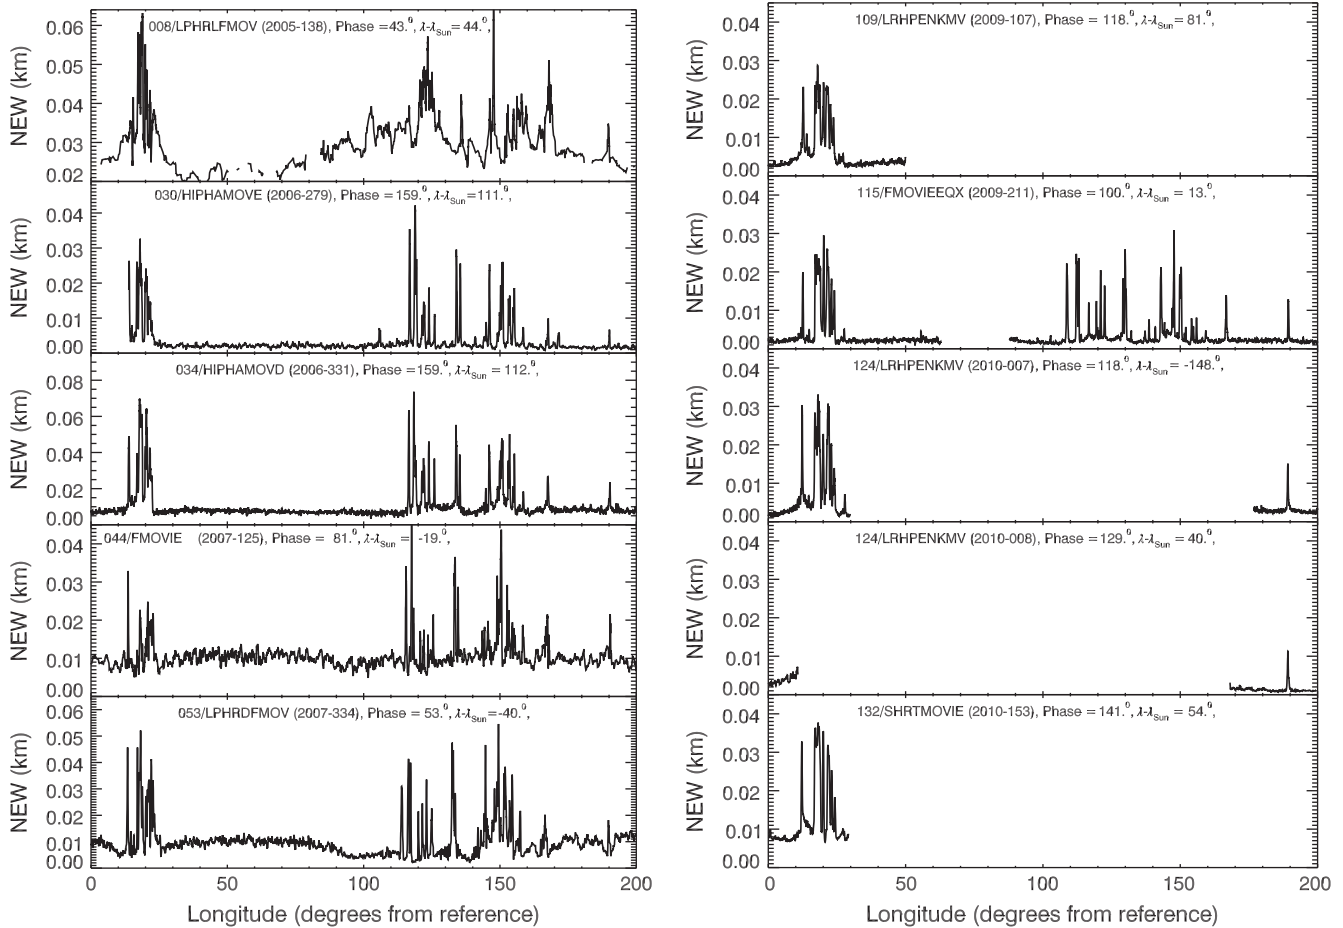 008/LPHRLFMOV (2005-138), Phase =43.°, λ-λSun= 44.°,
NEW (km)
0.06
0.05
0.04
0.03
0.02
030/HIPHAMOVE (2006-279), Phase =159.°, λ-λSun=111.°,
NEW (km)
0.04
0.03
0.02
0.01
0.00
034/HIPHAMOVD (2006-331), Phase =159.°, λ-λSun = 112.°,
NEW (km)
0.08
0.06
0.04
0.02
0.00
044/FMOVIE (2007-125), Phase = 81.°, λ-λSun = -19.°,
NEW (km)
0.04
0.03
0.02
0.01
0.00
053/LPHRDFMOV (2007-334), Phase = 53.°, λ-λSun=-40.°,
NEW (km)
0.06
0.05
0.04
0.03
0.02
0.01
0.00
0 50 100 150 200
Longitude (degrees from reference)
109/LRHPENKMV (2009-107), Phase = 118.°, λ-λSun= 81.°,
NEW (km)
0.04
0.03
0.02
0.01
0.00
115/FMOVIEEQX (2009-211), Phase = 100.°, λ-λSun = 13.°,
NEW (km)
0.04
0.03
0.02
0.01
0.00
124/LRHPENKMV (2010-007), Phase = 118.°, λ-λSun = -148.°,
NEW (km)
0.04
0.03
0.02
0.01
0.00
124/LRHPENKMV (2010-008), Phase = 129.°, λ-λSun = 40.°,
NEW (km)
0.04
0.03
0.02
0.01
0.00
132/SHRTMOVIE (2010-153), Phase = 141.°, λ-λSun = 54.°,
NEW (km)
0.04
0.03
0.02
0.01
0.00
0 50 100 150 200
Longitude (degrees from reference)